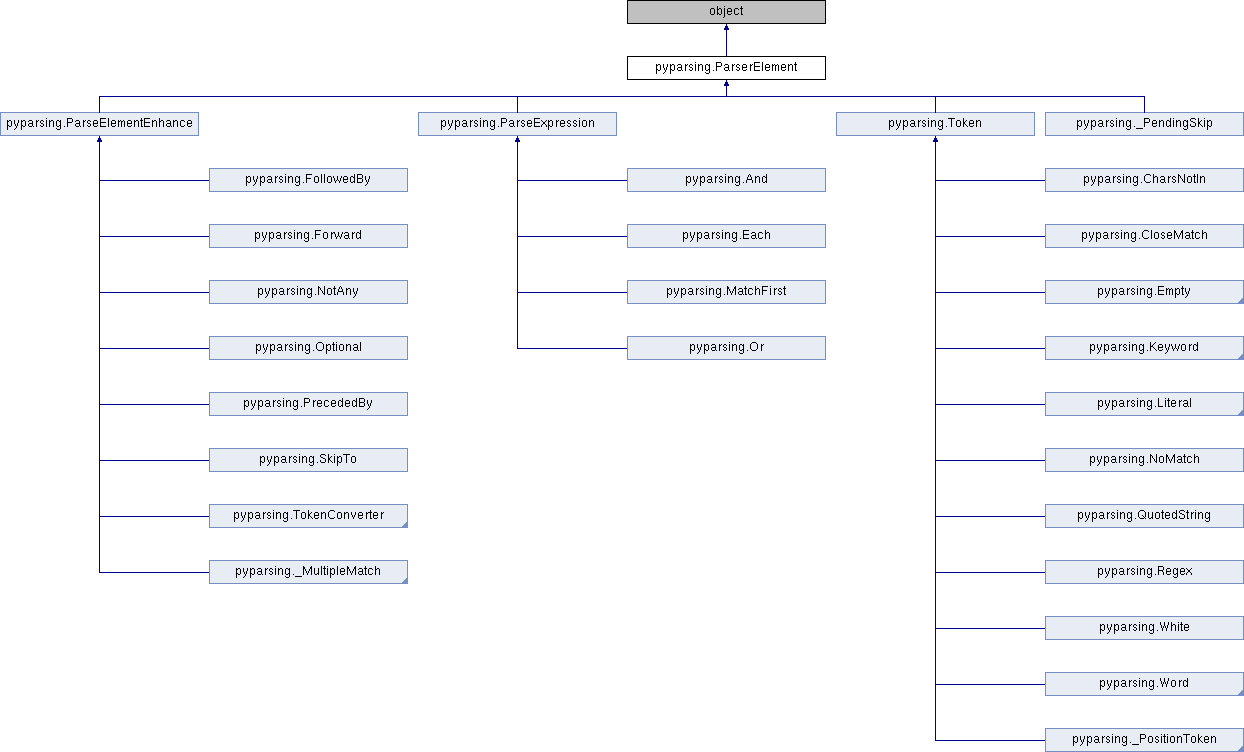 object
pyparsing.ParserElement
pyparsing.ParseElementEnhance
pyparsing.ParseExpression
pyparsing.Token
pyparsing._PendingSkip
pyparsing.FollowedBy
pyparsing.And
pyparsing.CharsNotIn
pyparsing.Forward
pyparsing.Each
pyparsing.CloseMatch
pyparsing.NotAny
pyparsing.MatchFirst
pyparsing.Empty
pyparsing.Optional
pyparsing.Or
pyparsing.Keyword
pyparsing.PrecededBy
pyparsing.Literal
pyparsing.SkipTo
pyparsing.NoMatch
pyparsing.TokenConverter
pyparsing.QuotedString
pyparsing._MultipleMatch
pyparsing.Regex
pyparsing.White
pyparsing.Word
pyparsing._PositionToken